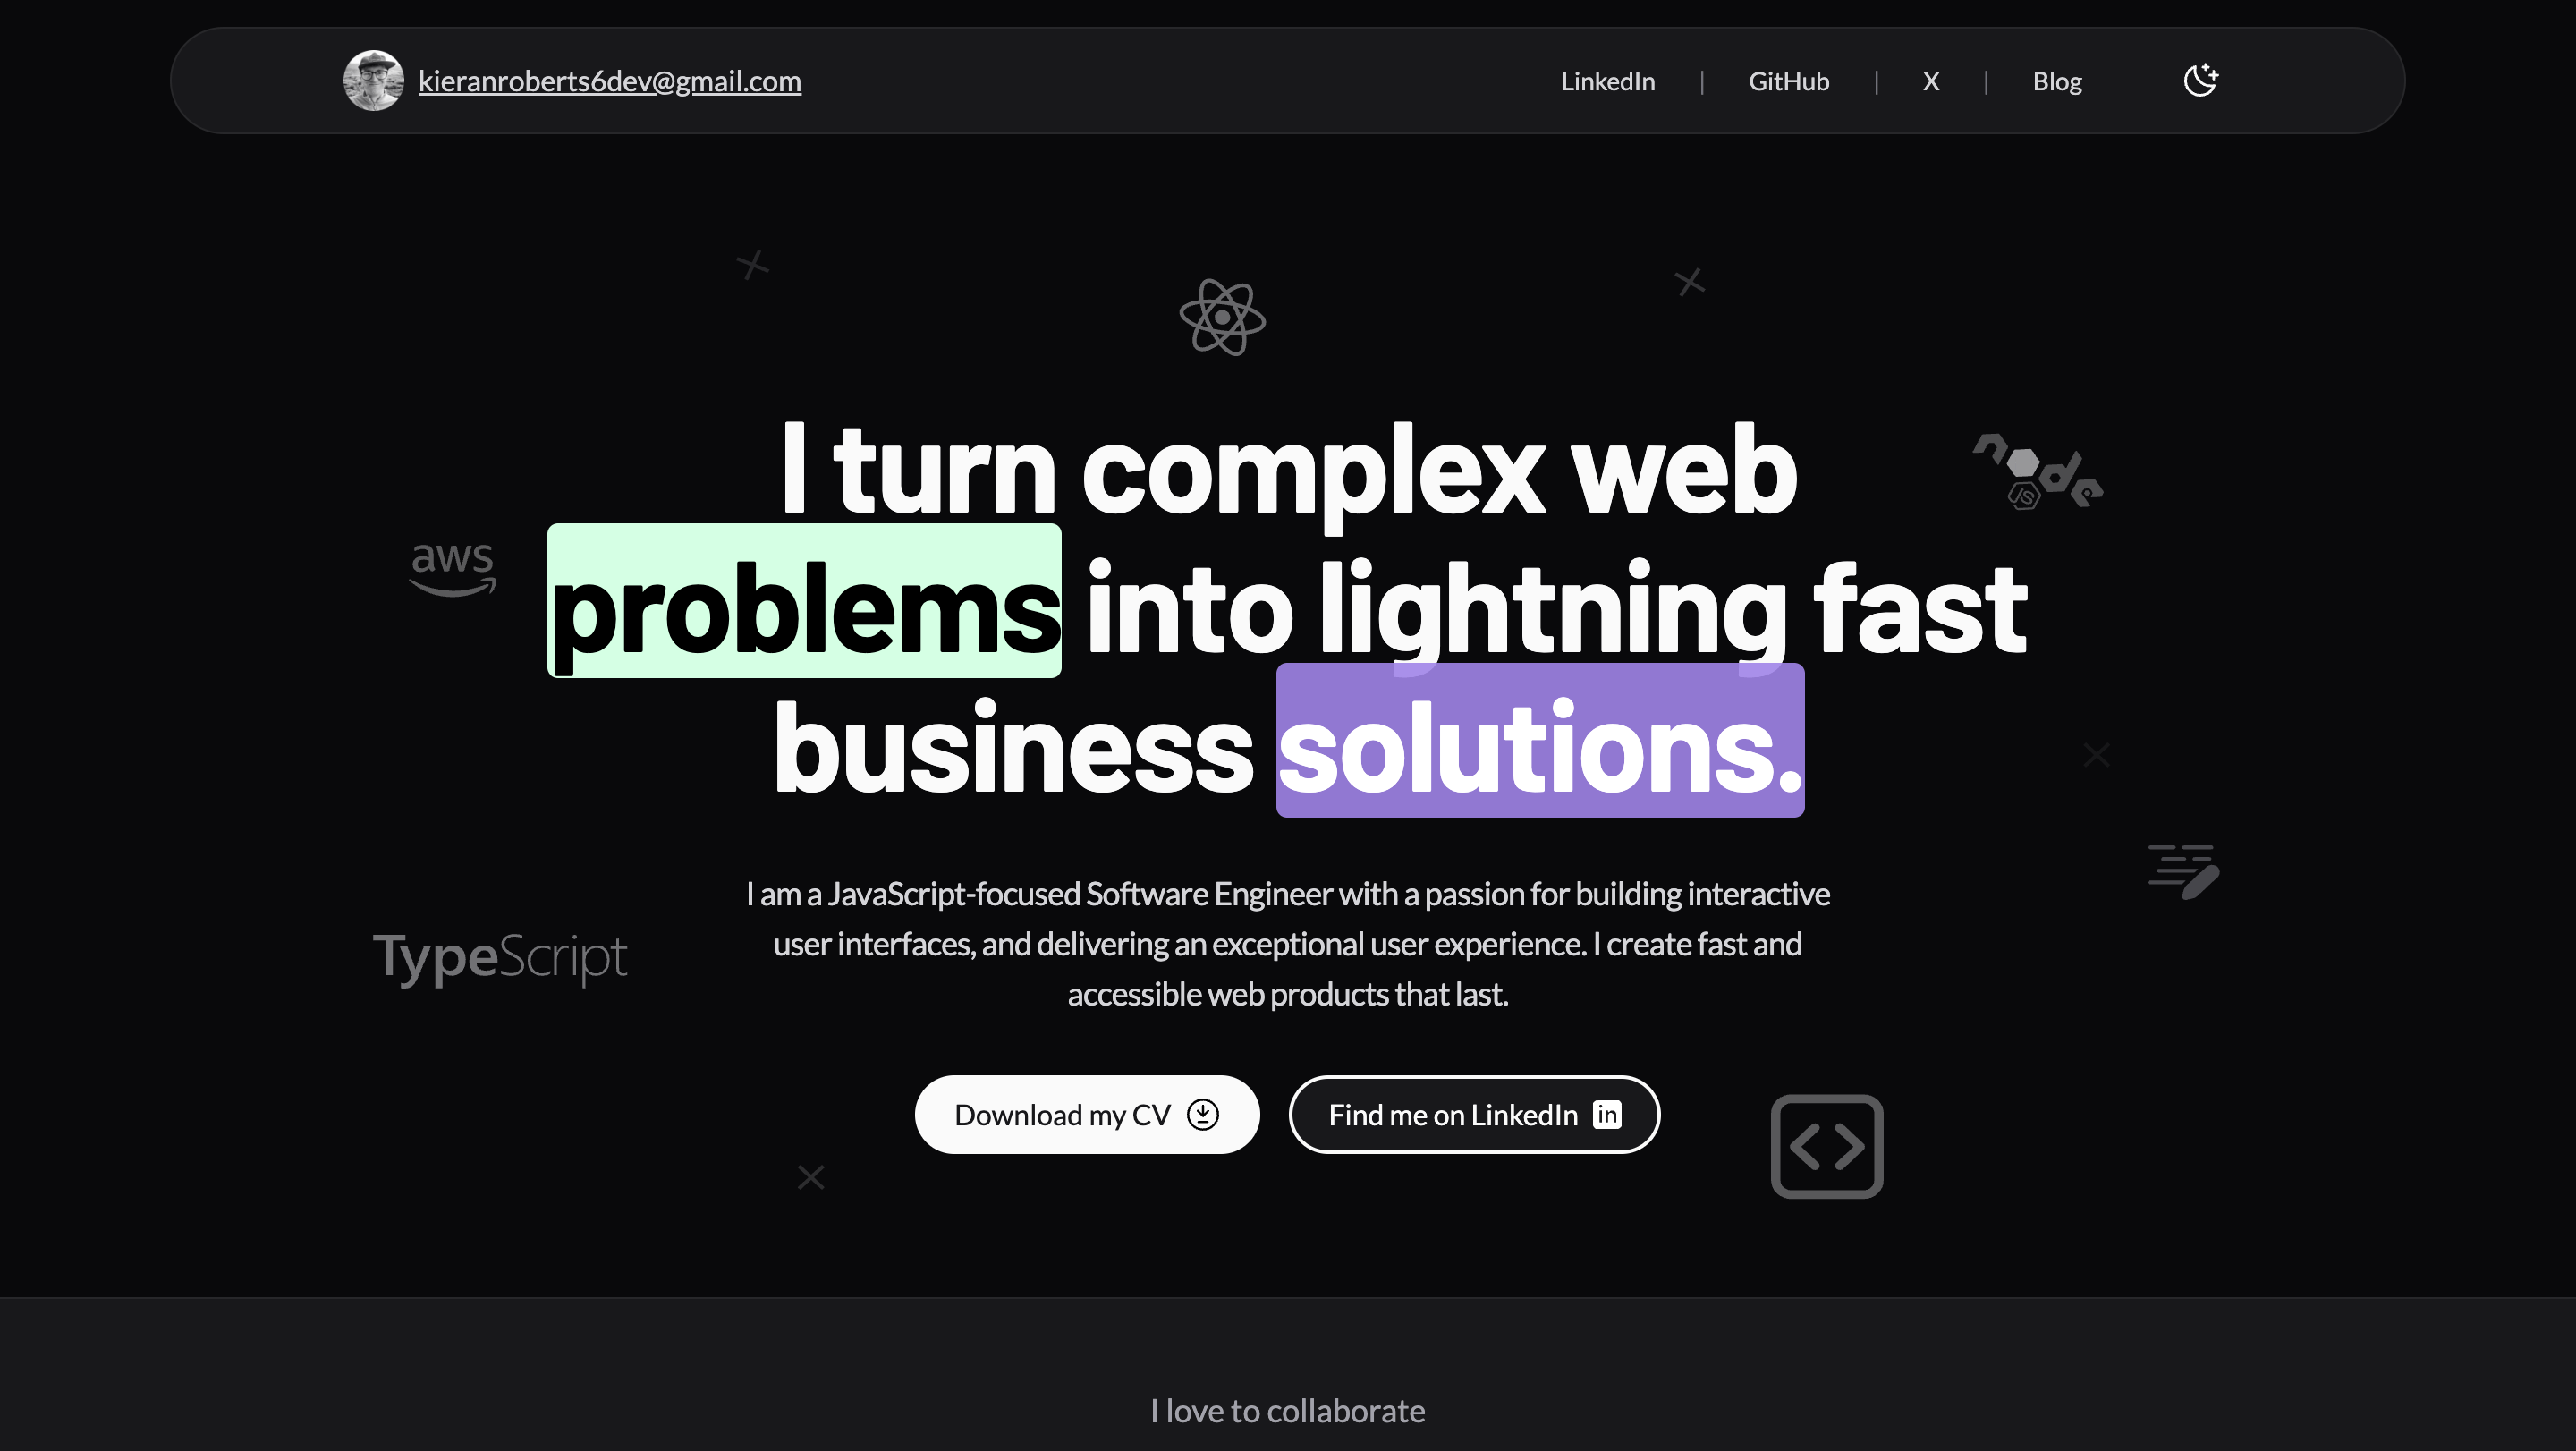 kieranroberts6dev@gmail.com
LinkedIn | GitHub | X | Blog
I turn complex web
node
JS
problems into lightning fast
aws
business solutions.
I am a JavaScript-focused Software Engineer with a passion for building interactive
user interfaces, and delivering an exceptional user experience. I create fast and
TypeScript
accessible web products that last.
Download my CV
Find me on LinkedIn in
I love to collaborate